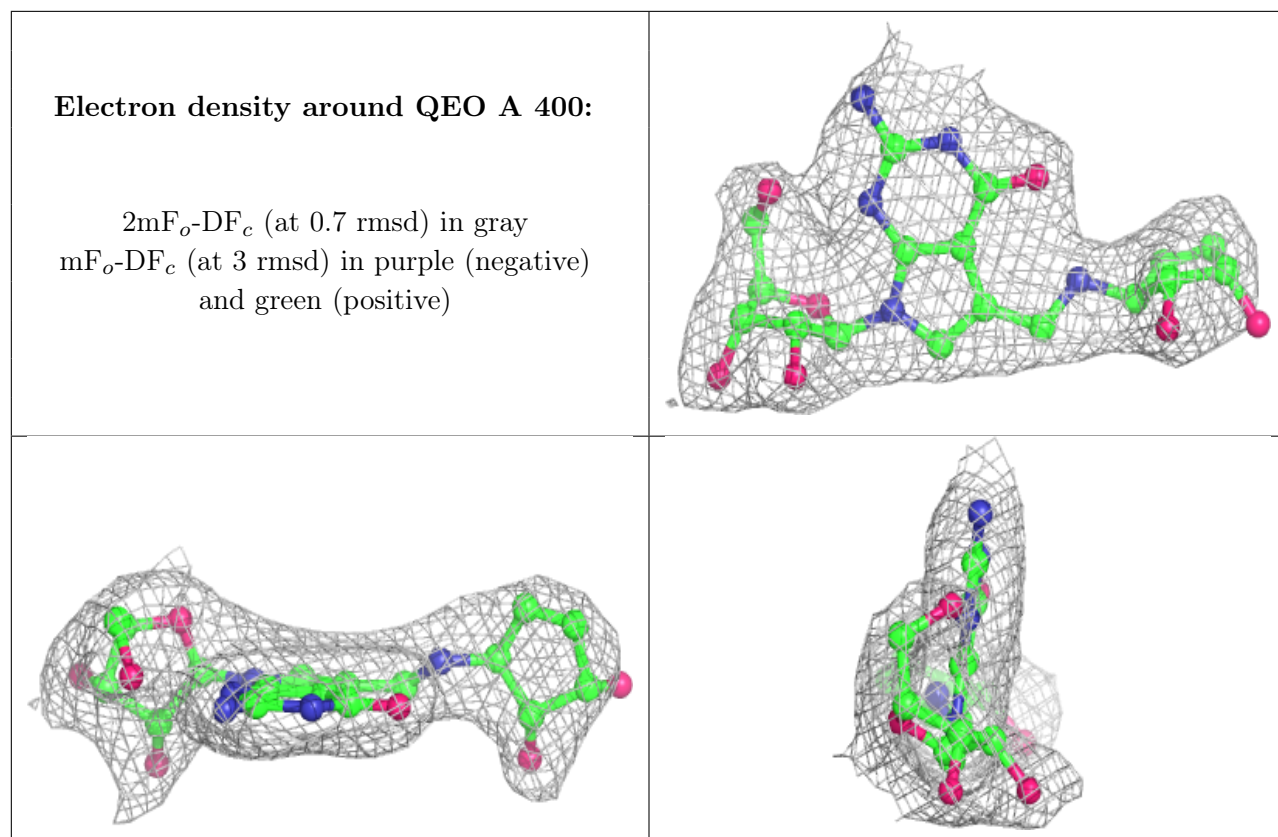 Electron density around QEO A 400:
2mFo-DFc (at 0.7 rmsd) in gray
mFo-DFc (at 3 rmsd) in purple (negative)
and green (positive)